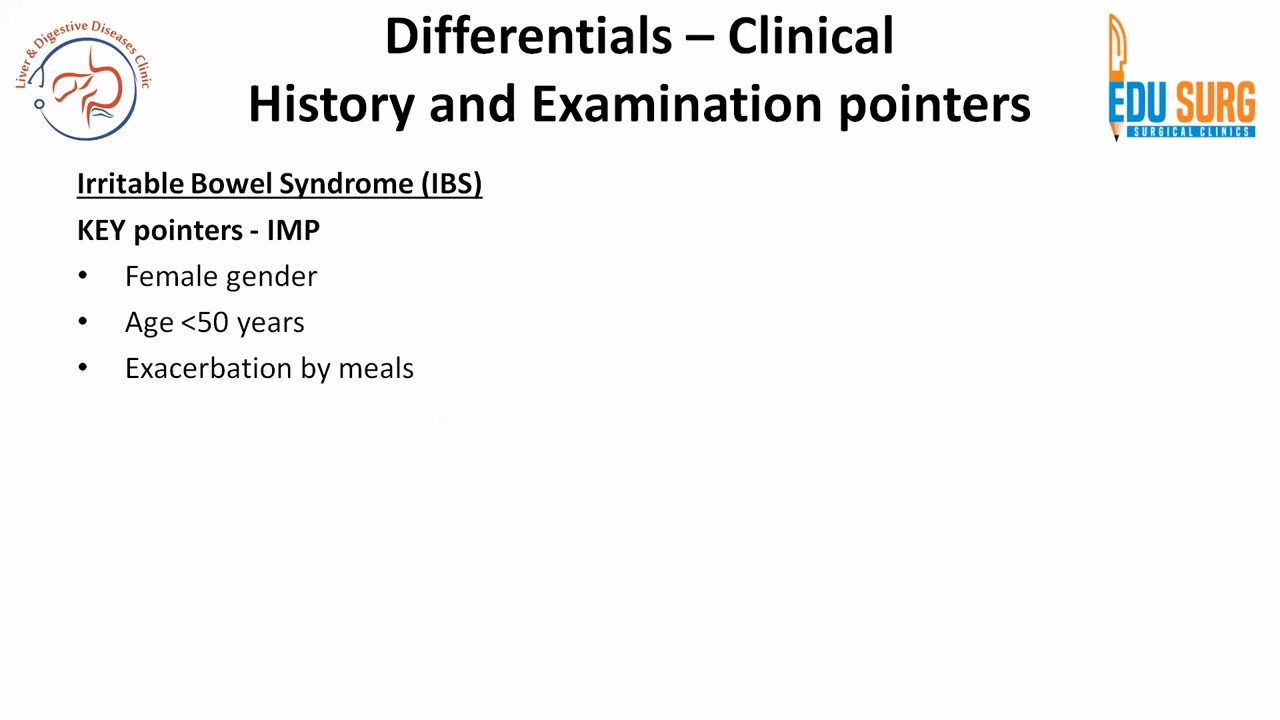 Liver & Digestive Diseases Clinic
Differentials – Clinical
History and Examination pointers
EDU SURG
SURGICAL CLINICS
Irritable Bowel Syndrome (IBS)
KEY pointers - IMP
• Female gender
• Age <50 years
• Exacerbation by meals